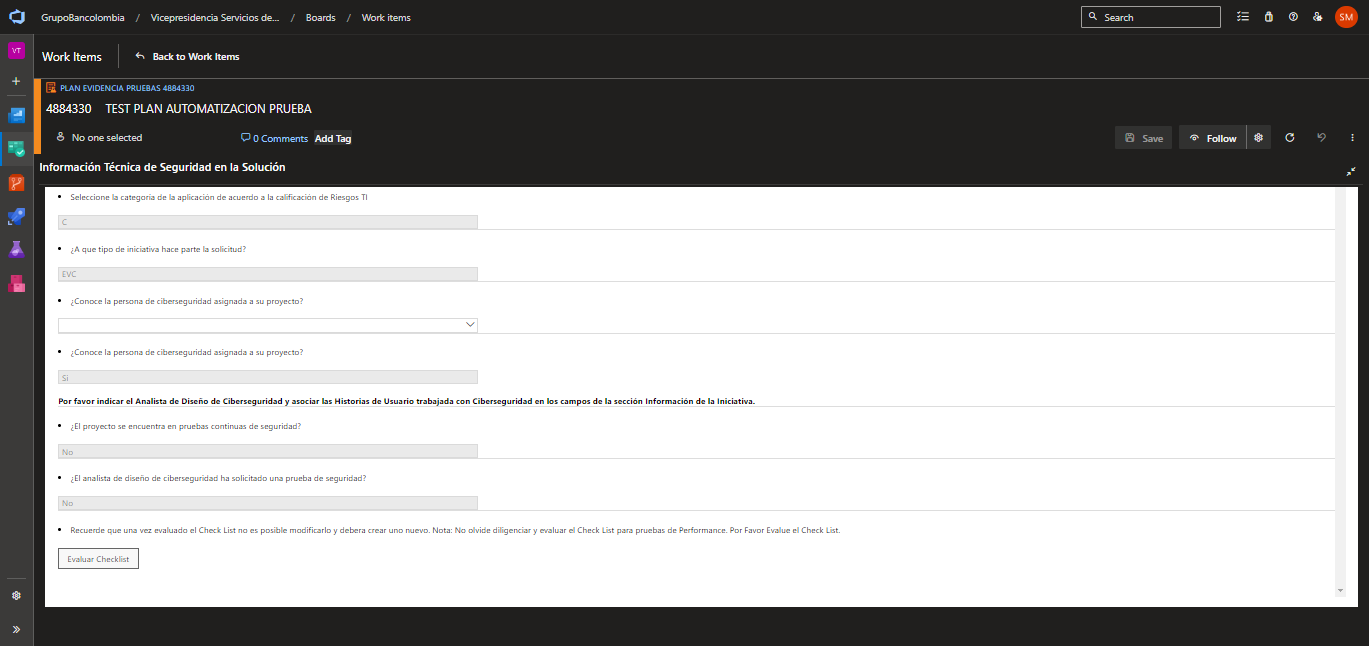 GrupoBancolombia / Vicepresidencia Servicios de... / Boards / Work items
Search
SM
VT
Work Items
Back to Work Items
PLAN EVIDENCIA PRUEBAS 4884330
4884330 TEST PLAN AUTOMATIZACION PRUEBA
No one selected
0 Comments
Add Tag
Save
Follow
Información Técnica de Seguridad en la Solución
• Seleccione la categoría de la aplicación de acuerdo a la calificación de Riesgos TI
C
• ¿A que tipo de iniciativa hace parte la solicitud?
EVC
• ¿Conoce la persona de ciberseguridad asignada a su proyecto?
• ¿Conoce la persona de ciberseguridad asignada a su proyecto?
Si
Por favor indicar el Analista de Diseño de Ciberseguridad y asociar las Historias de Usuario trabajada con Ciberseguridad en los campos de la sección Información de la Iniciativa.
• ¿El proyecto se encuentra en pruebas continuas de seguridad?
No
• ¿El analista de diseño de ciberseguridad ha solicitado una prueba de seguridad?
No
• Recuerde que una vez evaluado el Check List no es posible modificarlo y debera crear uno nuevo. Nota: No olvide diligenciar y evaluar el Check List para pruebas de Performance. Por Favor Evalue el Check List.
Evaluar Checklist